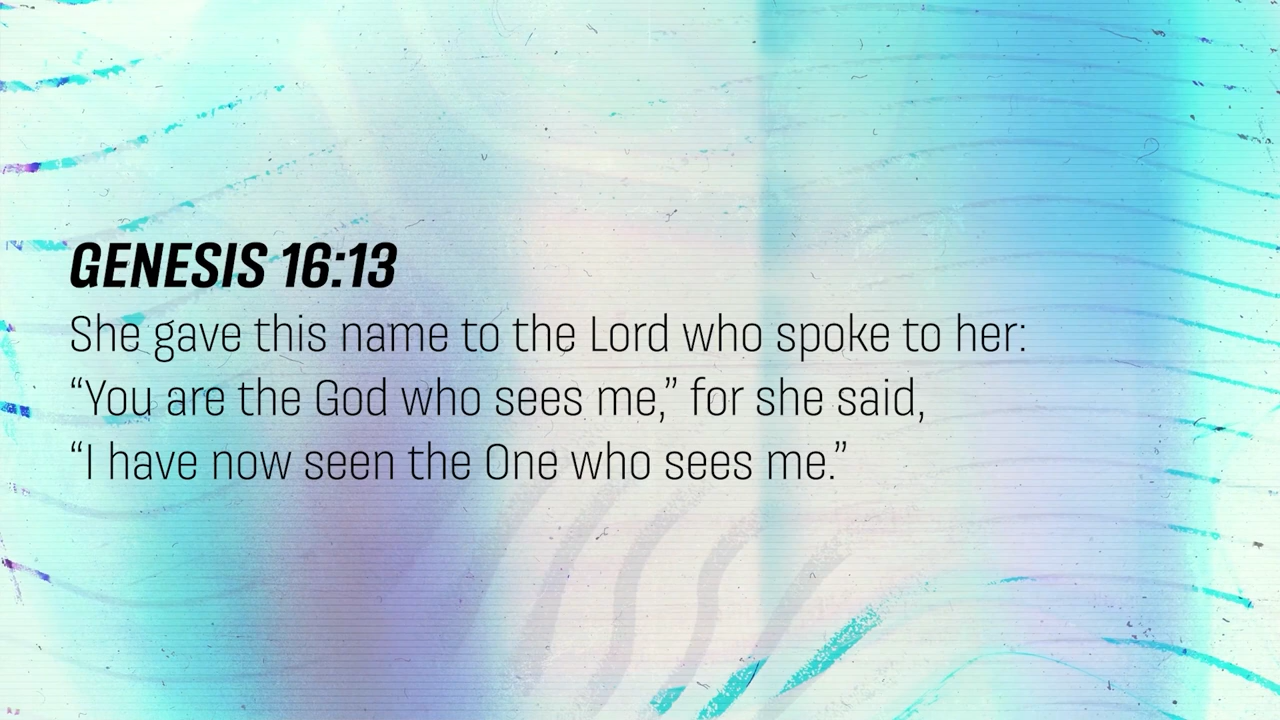 GENESIS 16:13
She gave this name to the Lord who spoke to her:
“You are the God who sees me,” for she said,
“I have now seen the One who sees me.”